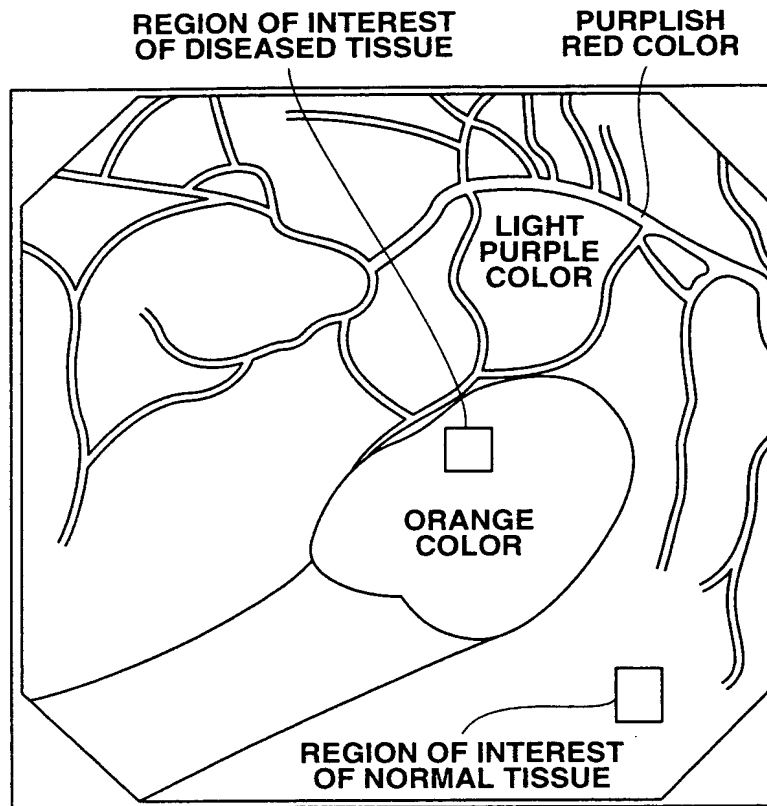 REGION OF INTEREST
OF DISEASED TISSUE
PURPLISH
RED COLOR
LIGHT
PURPLE
COLOR
ORANGE
COLOR
REGION OF INTEREST
OF NORMAL TISSUE